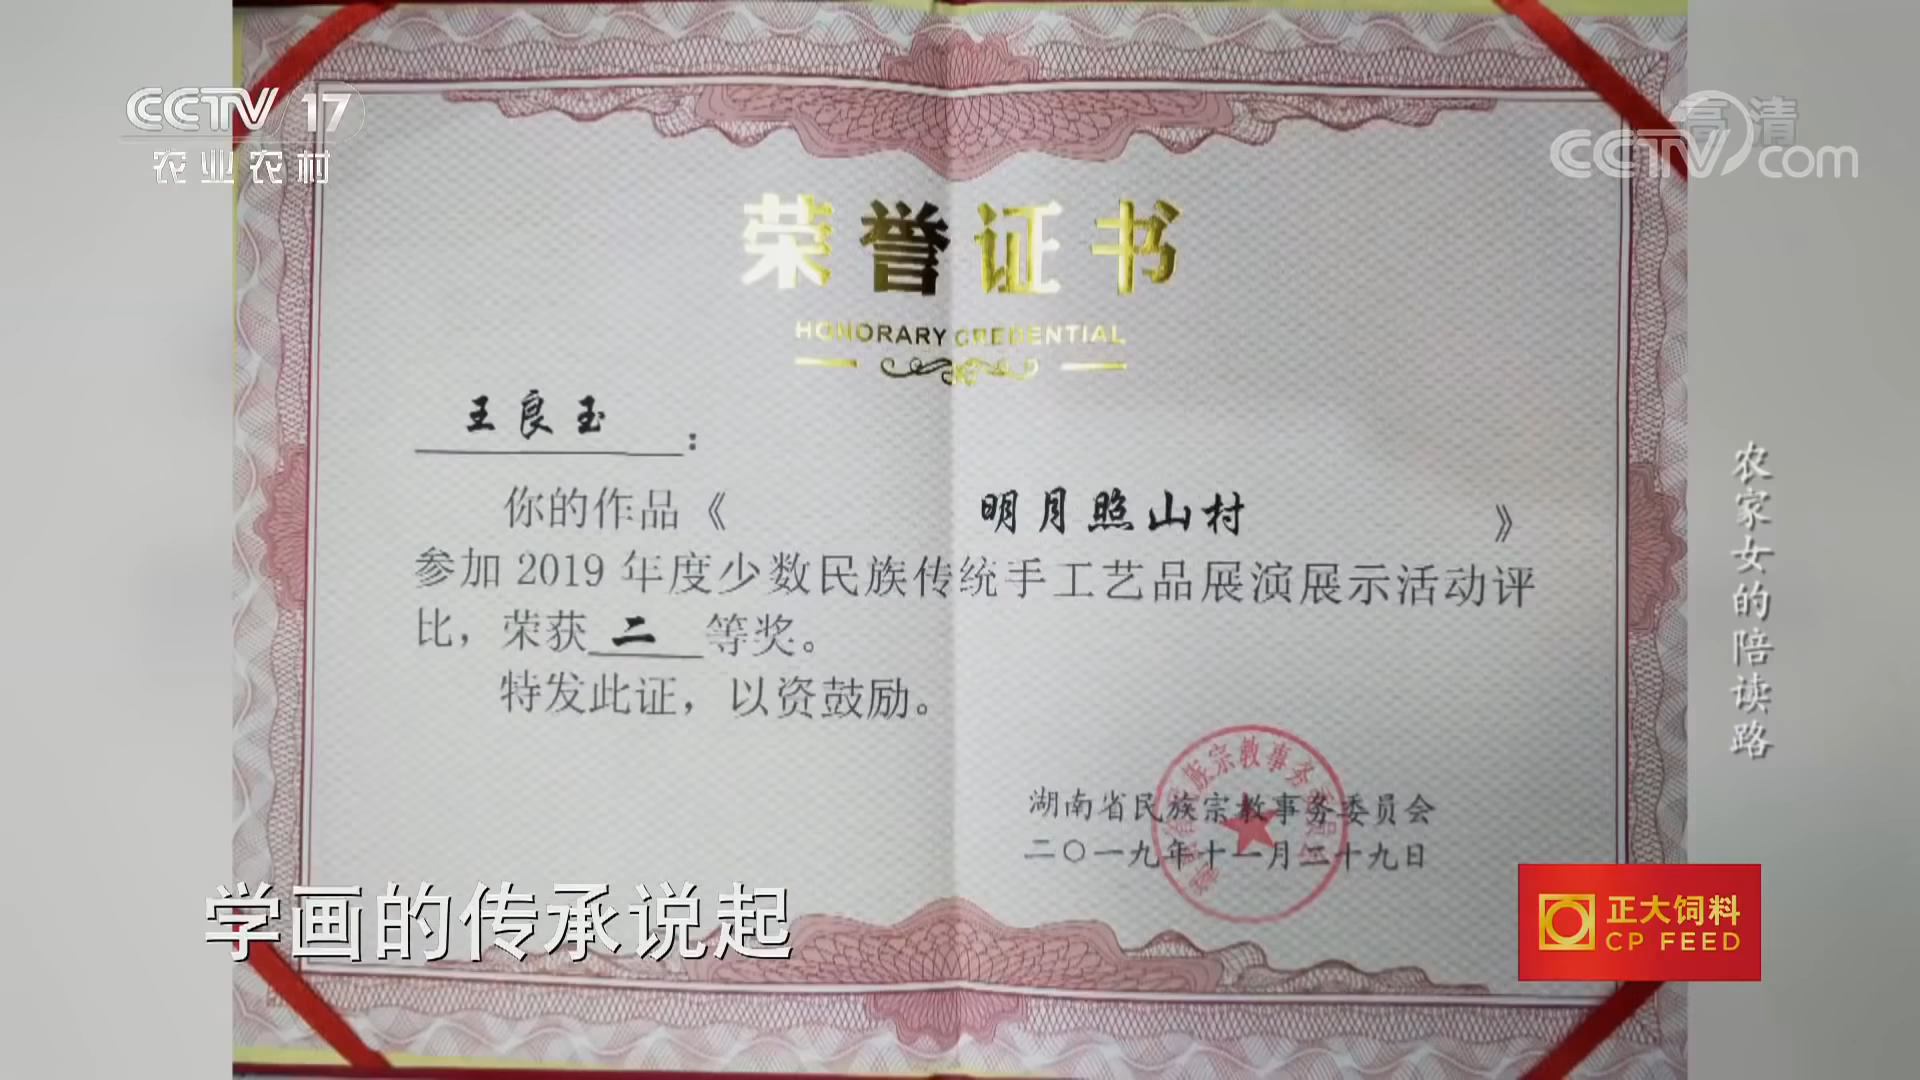 CCTV 17
农业农村
高清
CCTV com
荣誉证书
HONORARY CREDENTIAL
王良玉：
你的作品《明月照山村》
参加2019年度少数民族传统手工艺品展演展示活动评
比，荣获二等奖。
特发此证，以资鼓励。
湖南省民族宗教事务委员会
二〇一九年十一月二十九日
农家女的陪读路
学画的传承说起
正大饲料
CP FEED